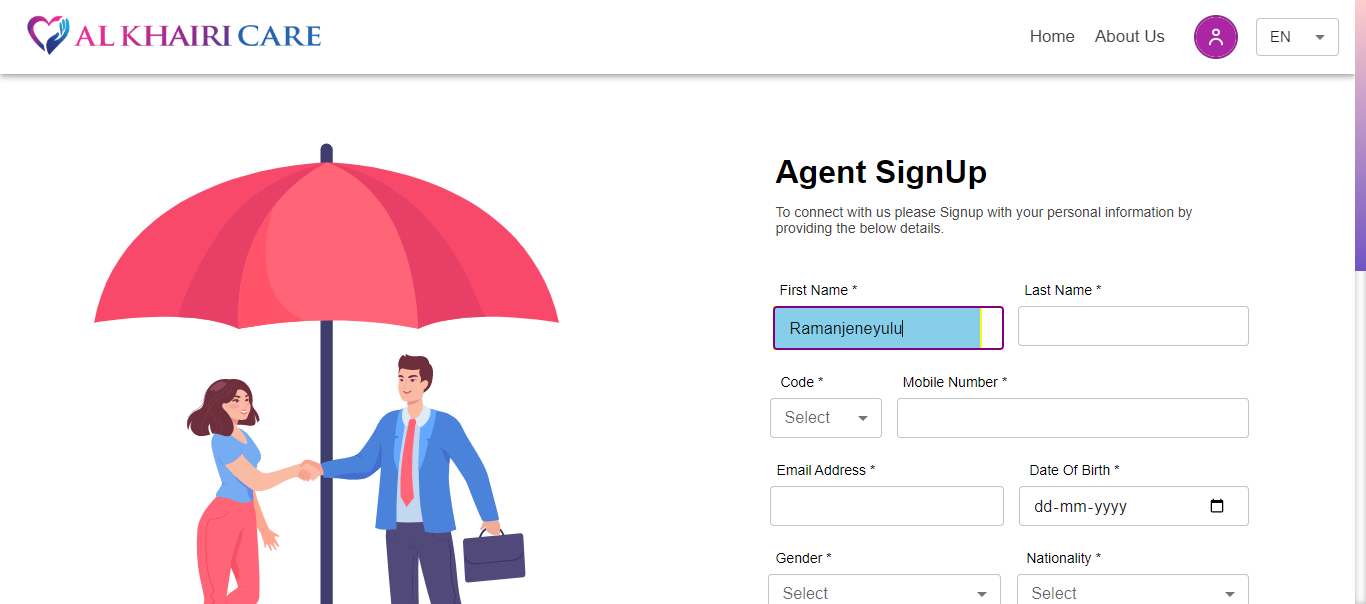 AL KHAIRI CARE
Home About Us EN
Agent SignUp
To connect with us please Signup with your personal information by
providing the below details.
First Name * Last Name *
Ramanjeneyulu
Code * Mobile Number *
Select
Email Address * Date Of Birth *
dd-mm-yyyy
Gender * Nationality *
Select Select